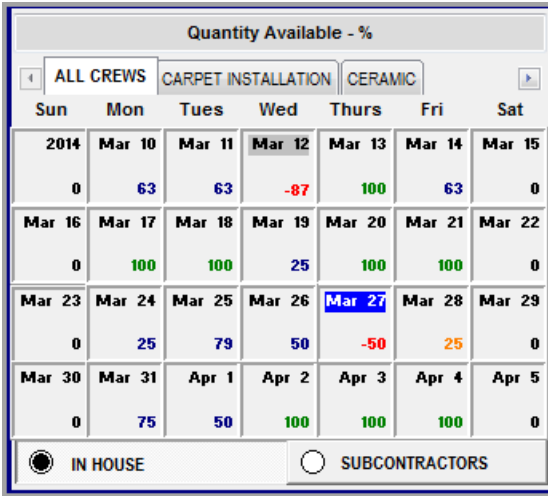 Quantity Available - %
ALL CREWS CARPET INSTALLATION CERAMIC
Sun Mon Tues Wed Thurs Fri Sat
2014 Mar 10 Mar 11 Mar 12 Mar 13 Mar 14 Mar 15
0 63 63 -87 100 63 0
Mar 16 Mar 17 Mar 18 Mar 19 Mar 20 Mar 21 Mar 22
0 100 100 25 100 100 0
Mar 23 Mar 24 Mar 25 Mar 26 Mar 27 Mar 28 Mar 29
0 25 79 50 -50 25 0
Mar 30 Mar 31 Apr 1 Apr 2 Apr 3 Apr 4 Apr 5
0 75 50 100 100 100 0
IN HOUSE SUBCONTRACTORS